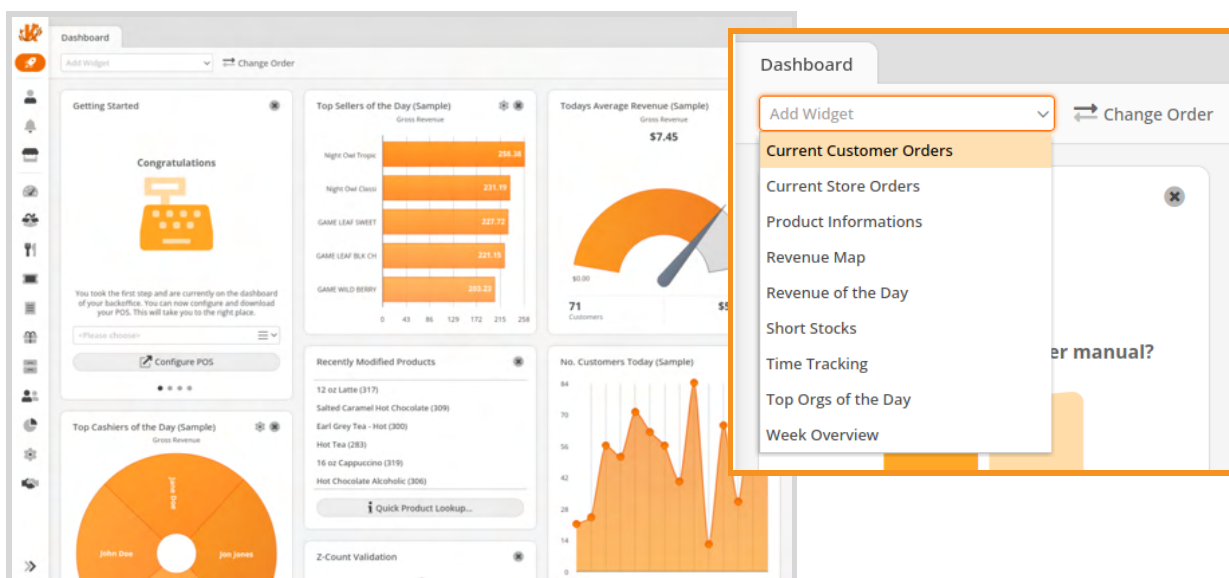 Dashboard
Add Widget
Change Order
Getting Started
Congratulations
You took the first step and are currently on the dashboard
of your backoffice. You can now configure and download
your POS. This will take you to the right place.
<Please choose>
Configure POS
Top Cashiers of the Day (Sample)
Gross Revenue
Jane Doe
John Doe
Jon Jones
Top Sellers of the Day (Sample)
Gross Revenue
Night Owl Tropic
258.38
Night Owl Classi
231.19
GAME LEAF SWEET
227.72
GAME LEAF BLK CH
221.19
GAME WILD BERRY
203.23
0 43 86 129 172 215 258
Recently Modified Products
12 oz Latte (317)
Salted Caramel Hot Chocolate (309)
Earl Grey Tea - Hot (300)
Hot Tea (283)
16 oz Cappuccino (319)
Hot Chocolate Alcoholic (306)
Quick Product Lookup...
Z-Count Validation
Todays Average Revenue (Sample)
Gross Revenue
$7.45
$0.00
71
Customers
No. Customers Today (Sample)
84
70
56
42
28
14
0
Dashboard
Add Widget
Change Order
Current Customer Orders
Current Store Orders
Product Informations
Revenue Map
Revenue of the Day
Short Stocks
Time Tracking
Top Orgs of the Day
Week Overview
er manual?